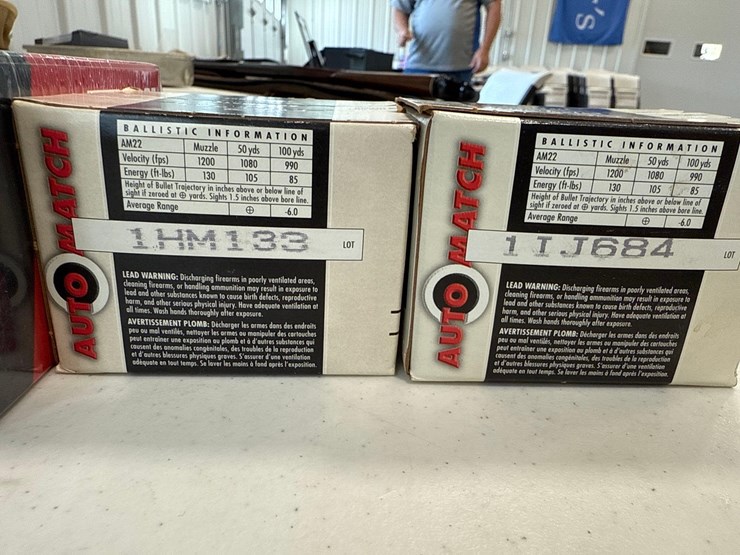 AUTOMATCH
BALLISTIC INFORMATION
AM22 Muzzle 50 yds 100 yds
Velocity (fps) 1200 1080 990
Energy (ft-lbs) 130 105 85
Height of Bullet Trajectory in inches above or below line of
sight if zeroed at ⊕ yards. Sights 1.5 inches above bore line.
Average Range ⊕ -6.0
1HM133 LOT
LEAD WARNING: Discharging firearms in poorly ventilated areas,
cleaning firearms, or handling ammunition may result in exposure to
lead and other substances known to cause birth defects, reproductive
harm, and other serious physical injury. Have adequate ventilation at
all times. Wash hands thoroughly after exposure.
AVERTISSEMENT PLOMB: Décharger les armes dans des endroits
peu ou mal ventilés, nettoyer les armes ou manipuler des cartouches
peut entraîner une exposition au plomb et à d'autres substances qui
causent des anomalies congénitales, des troubles de la reproduction
et d'autres blessures physiques graves. S'assurer d'une ventilation
adéquate en tout temps. Se laver les mains à fond après l'exposition.
AUTOMATCH
BALLISTIC INFORMATION
AM22 Muzzle 50 yds 100 yds
Velocity (fps) 1200 1080 990
Energy (ft-lbs) 130 105 85
Height of Bullet Trajectory in inches above or below line of
sight if zeroed at ⊕ yards. Sights 1.5 inches above bore line.
Average Range ⊕ -6.0
1IJ684 LOT
LEAD WARNING: Discharging firearms in poorly ventilated areas,
cleaning firearms, or handling ammunition may result in exposure to
lead and other substances known to cause birth defects, reproductive
harm, and other serious physical injury. Have adequate ventilation at
all times. Wash hands thoroughly after exposure.
AVERTISSEMENT PLOMB: Décharger les armes dans des endroits
peu ou mal ventilés, nettoyer les armes ou manipuler des cartouches
peut entraîner une exposition au plomb et à d'autres substances qui
causent des anomalies congénitales, des troubles de la reproduction
et d'autres blessures physiques graves. S'assurer d'une ventilation
adéquate en tout temps. Se laver les mains à fond après l'exposition.